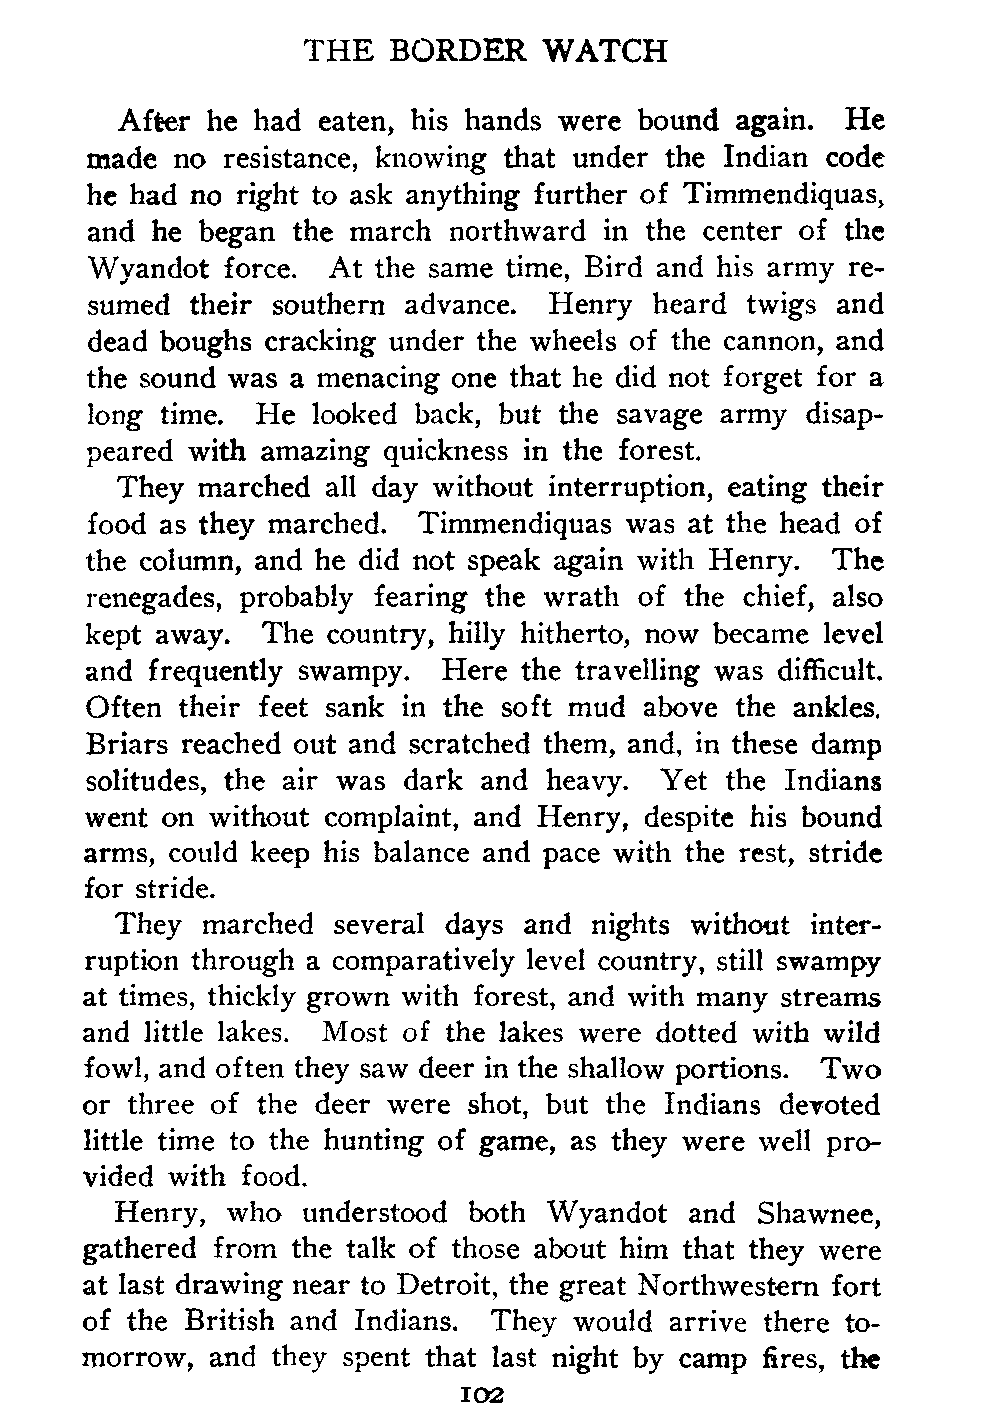 THE BORDER WATCH
After he had eaten, his hands were bound again. He
made no resistance, knowing that under the Indian code
he had no right to ask anything further of Timmendiquas,
and he began the march northward in the center of the
Wyandot force. At the same time, Bird and his army re-
sumed their southern advance. Henry heard twigs and
dead boughs cracking under the wheels of the cannon, and
the sound was a menacing one that he did not forget for a
long time. He looked back, but the savage army disap-
peared with amazing quickness in the forest.
They marched all day without interruption, eating their
food as they marched. Timmendiquas was at the head of
the column, and he did not speak again with Henry. The
renegades, probably fearing the wrath of the chief, also
kept away. The country, hilly hitherto, now became level
and frequently swampy. Here the travelling was difficult.
Often their feet sank in the soft mud above the ankles.
Briars reached out and scratched them, and, in these damp
solitudes, the air was dark and heavy. Yet the Indians
went on without complaint, and Henry, despite his bound
arms, could keep his balance and pace with the rest, stride
for stride.
They marched several days and nights without inter-
ruption through a comparatively level country, still swampy
at times, thickly grown with forest, and with many streams
and little lakes. Most of the lakes were dotted with wild
fowl, and often they saw deer in the shallow portions. Two
or three of the deer were shot, but the Indians devoted
little time to the hunting of game, as they were well pro-
vided with food.
Henry, who understood both Wyandot and Shawnee,
gathered from the talk of those about him that they were
at last drawing near to Detroit, the great Northwestern fort
of the British and Indians. They would arrive there to-
morrow, and they spent that last night by camp fires, the
102